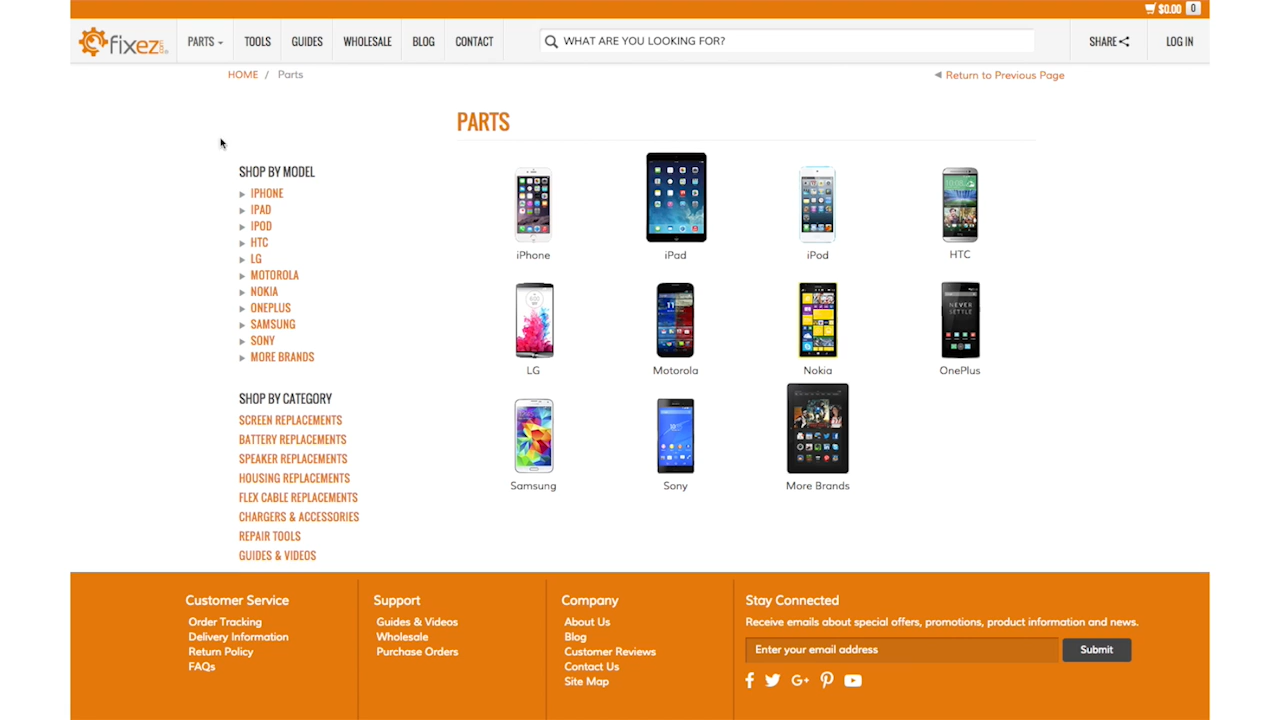 $0.00 0
fixez.com
PARTS
TOOLS
GUIDES
WHOLESALE
BLOG
CONTACT
WHAT ARE YOU LOOKING FOR?
SHARE
LOG IN
HOME / Parts
Return to Previous Page
PARTS
SHOP BY MODEL
IPHONE
IPAD
IPOD
HTC
LG
MOTOROLA
NOKIA
ONEPLUS
SAMSUNG
SONY
MORE BRANDS
SHOP BY CATEGORY
SCREEN REPLACEMENTS
BATTERY REPLACEMENTS
SPEAKER REPLACEMENTS
HOUSING REPLACEMENTS
FLEX CABLE REPLACEMENTS
CHARGERS & ACCESSORIES
REPAIR TOOLS
GUIDES & VIDEOS
iPhone
iPad
iPod
HTC
LG
Motorola
Nokia
NEVER
SETTLE
OnePlus
Samsung
Sony
More Brands
Customer Service
Order Tracking
Delivery Information
Return Policy
FAQs
Support
Guides & Videos
Wholesale
Purchase Orders
Company
About Us
Blog
Customer Reviews
Contact Us
Site Map
Stay Connected
Receive emails about special offers, promotions, product information and news.
Enter your email address
Submit